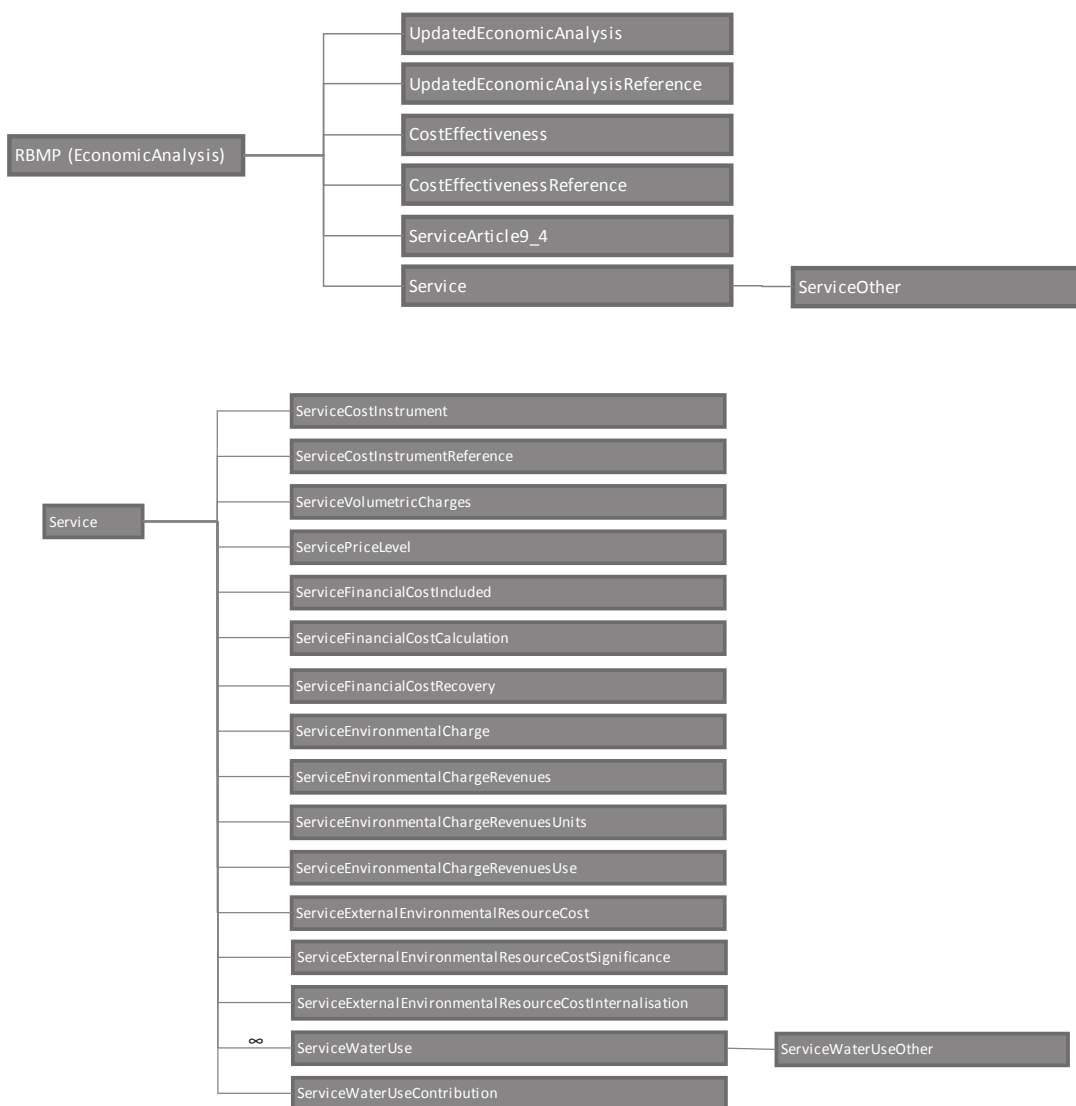 UpdatedEconomicAnalysis
UpdatedEconomicAnalysisReference
CostEffectiveness
RBMP (EconomicAnalysis)
CostEffectivenessReference
ServiceArticle9_4
Service
ServiceOther
ServiceCostInstrument
ServiceCostInstrumentReference
ServiceVolumetricCharges
Service
ServicePriceLevel
ServiceFinancialCostIncluded
ServiceFinancialCostCalculation
ServiceFinancialCostRecovery
ServiceEnvironmentalCharge
ServiceEnvironmentalChargeRevenues
ServiceEnvironmentalChargeRevenuesUnits
ServiceEnvironmentalChargeRevenuesUse
ServiceExternalEnvironmentalResourceCost
ServiceExternalEnvironmentalResourceCostSignificance
ServiceExternalEnvironmentalResourceCostInternalisation
∞
ServiceWaterUse
ServiceWaterUseOther
ServiceWaterUseContribution